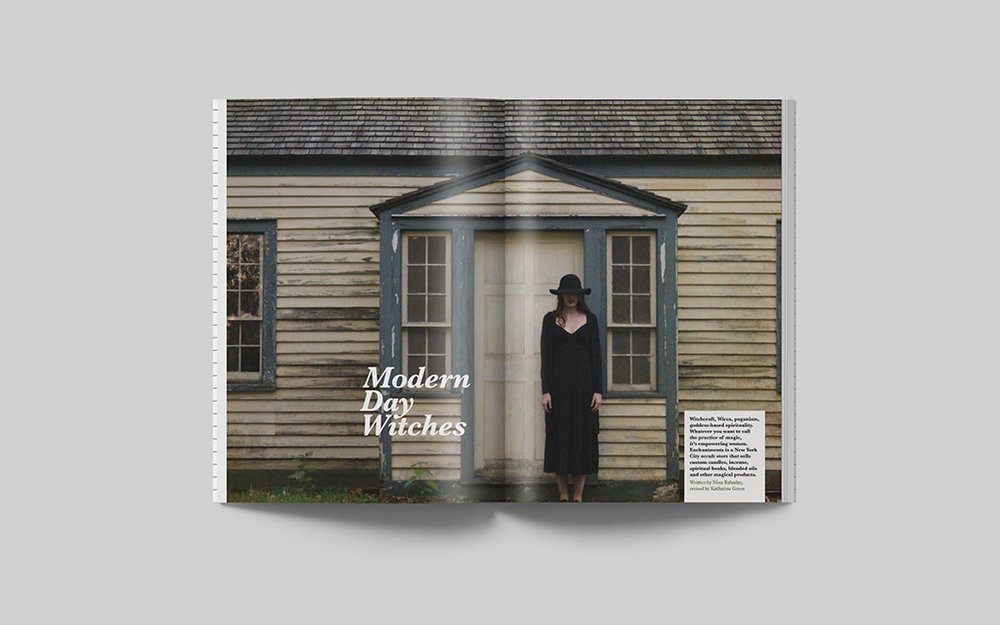 Modern
Day
Witches
Witchcraft, Wicca, paganism,
goddess-based spirituality.
Whatever you want to call
the practice of magic,
it's empowering women.
Enchantments is a New York
City occult store that sells
custom candles, incense,
spiritual books, blended oils
and other magical products.
Written by Nina Bahadur,
revised by Katharine Green